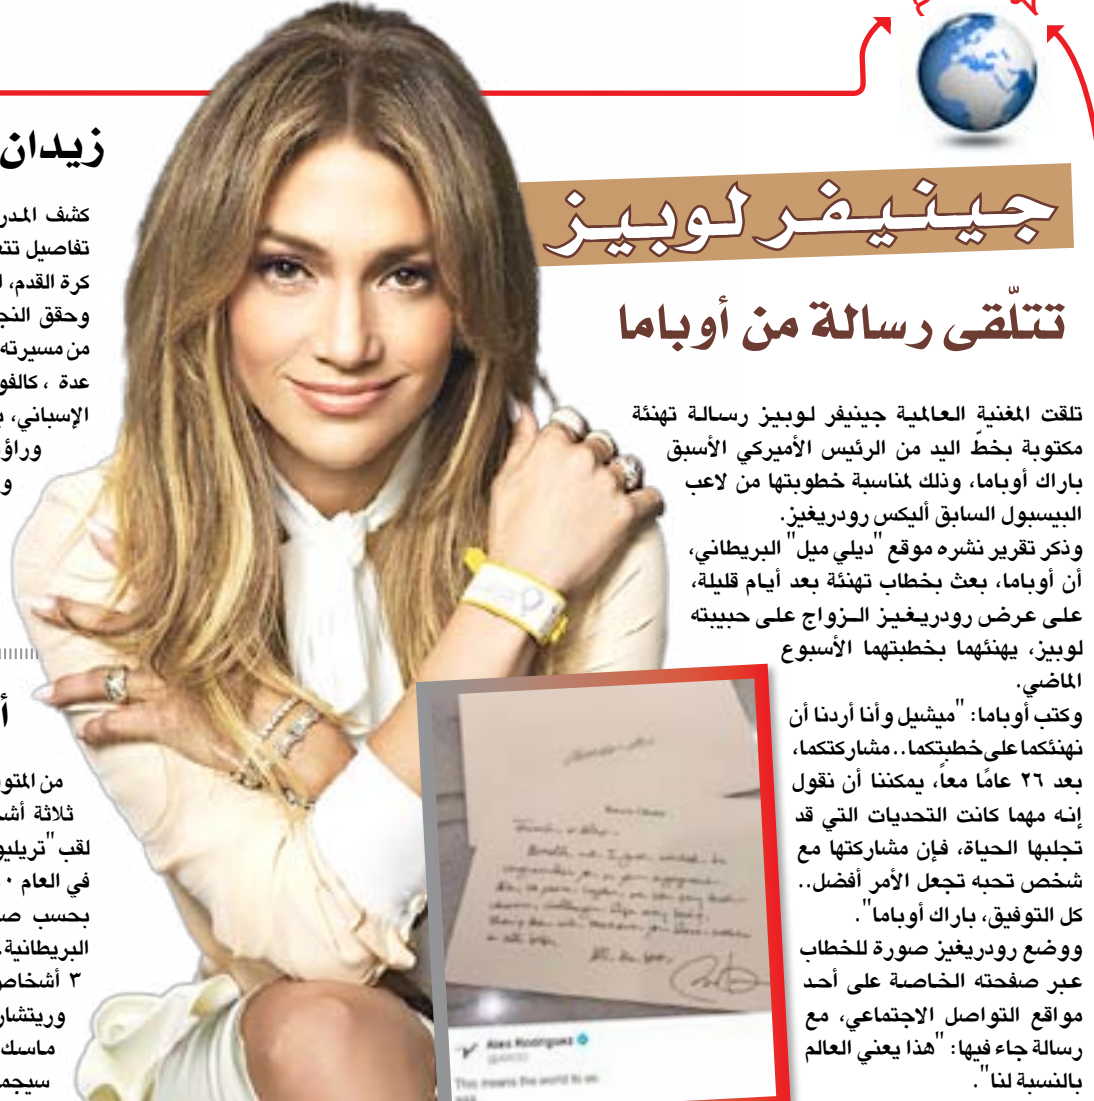 جينيفر لوبيز
تتلّقى رسالة من أوباما
تلقت المغنية العالمية جينيفر لوبيز رسالة تهنئة
مكتوبة بخطّ اليد من الرئيس الأميركي الأسبق
باراك أوباما، وذلك لمناسبة خطوبتها من لاعب
البيسبول السابق أليكس رودريغيز.
وذكر تقرير نشره موقع "ديلي ميل" البريطاني،
أن أوباما، بعث بخطاب تهنئة بعد أيام قليلة،
على عرض رودريغيز الزواج على حبيبته
لوبيز، يهنئهما بخطبتهما الأسبوع
الماضي.
وكتب أوباما: "ميشيل وأنا أردنا أن
نهنئكما على خطبتكما.. مشاركتكما،
بعد ٢٦ عامًا معاً، يمكننا أن نقول
إنه مهما كانت التحديات التي قد
تجلبها الحياة، فإن مشاركتها مع
شخص تحبه تجعل الأمر أفضل..
كل التوفيق، باراك أوباما".
ووضع رودريغيز صورة للخطاب
عبر صفحته الخاصة على أحد
مواقع التواصل الاجتماعي، مع
رسالة جاء فيها: "هذا يعني العالم
بالنسبة لنا".
Alex Rodriguez
This means the world to us
زيدان
كشف المدر
تفاصيل تتع
كرة القدم، ا
وحقق النج
من مسيرته
عدة ، كالفو
الإسباني، ب
وراؤ
و
أ
من المتو
ثلاثة أشـ
لقب "تريليو
في العام ٠
بحسب صـ
البريطانية.
٣ أشخاص
وريتشار
ماسك
سيجم